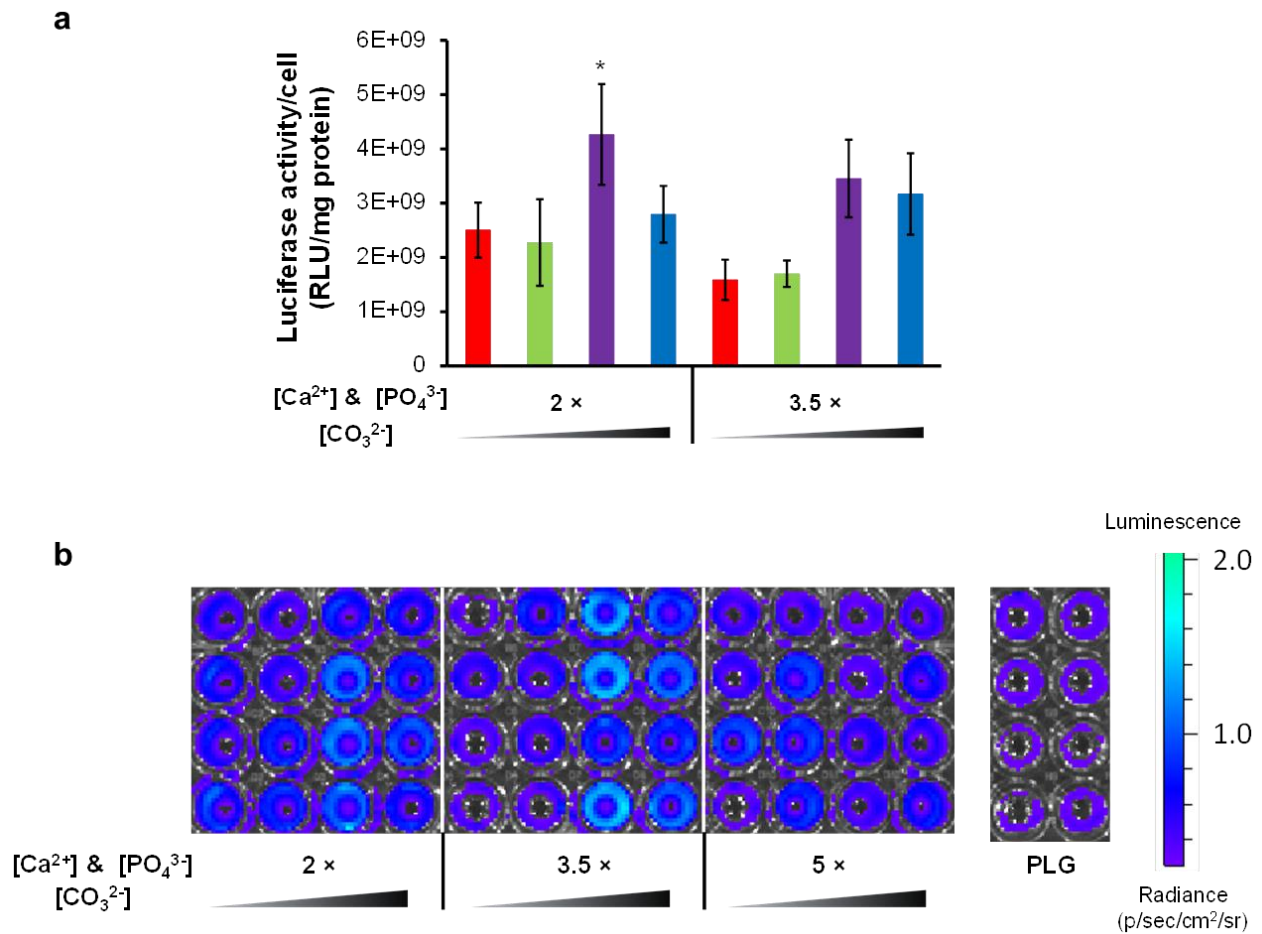 a
Luciferase activity/cell
(RLU/mg protein)
6E+09
5E+09
4E+09
3E+09
2E+09
1E+09
0
*
[Ca²⁺] & [PO₄³⁻]
2 ×
3.5 ×
[CO₃²⁻]
b
Luminescence
2.0
1.0
[Ca²⁺] & [PO₄³⁻]
2 ×
3.5 ×
5 ×
PLG
[CO₃²⁻]
Radiance
(p/sec/cm²/sr)